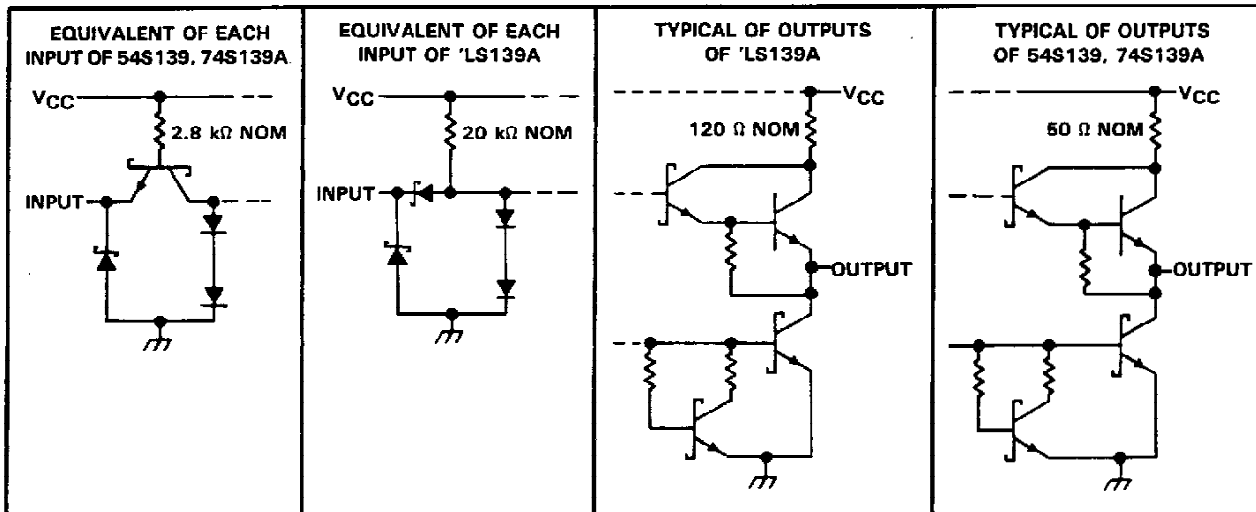 EQUIVALENT OF EACH
INPUT OF 54S139, 74S139A
VCC
2.8 kΩ NOM
INPUT
EQUIVALENT OF EACH
INPUT OF 'LS139A
VCC
20 kΩ NOM
INPUT
TYPICAL OF OUTPUTS
OF 'LS139A
VCC
120 Ω NOM
OUTPUT
TYPICAL OF OUTPUTS
OF 54S139, 74S139A
VCC
50 Ω NOM
OUTPUT